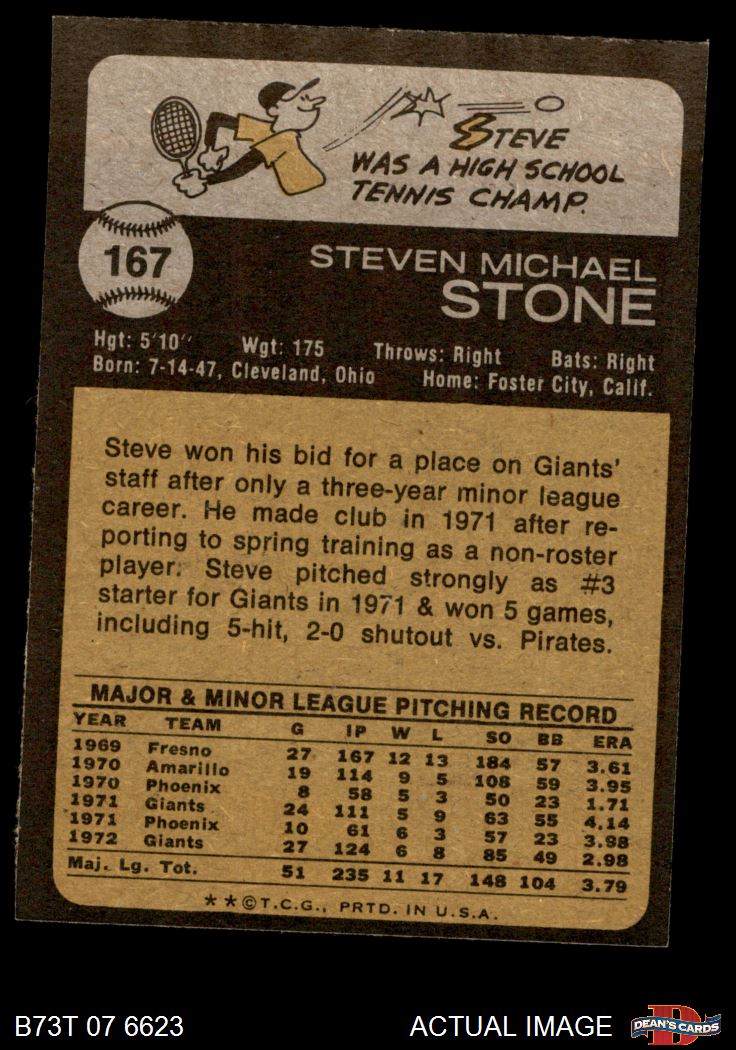 STEVE
WAS A HIGH SCHOOL
TENNIS CHAMP.
167
STEVEN MICHAEL
STONE
Hgt: 5'10" Wgt: 175 Throws: Right Bats: Right
Born: 7-14-47, Cleveland, Ohio Home: Foster City, Calif.
Steve won his bid for a place on Giants'
staff after only a three-year minor league
career. He made club in 1971 after re-
porting to spring training as a non-roster
player. Steve pitched strongly as #3
starter for Giants in 1971 & won 5 games,
including 5-hit, 2-0 shutout vs. Pirates.
MAJOR & MINOR LEAGUE PITCHING RECORD
YEAR TEAM G IP W L SO BB ERA
1969 Fresno 27 167 12 13 184 57 3.61
1970 Amarillo 19 114 9 5 108 59 3.95
1970 Phoenix 8 58 5 3 50 23 1.71
1971 Giants 24 111 5 9 63 55 4.14
1971 Phoenix 10 61 6 3 57 23 3.98
1972 Giants 27 124 6 8 85 49 2.98
Maj. Lg. Tot. 51 235 11 17 148 104 3.79
**©T.C.G., PRTD. IN U.S.A.
B73T 07 6623 ACTUAL IMAGE D DEAN'S CARDS